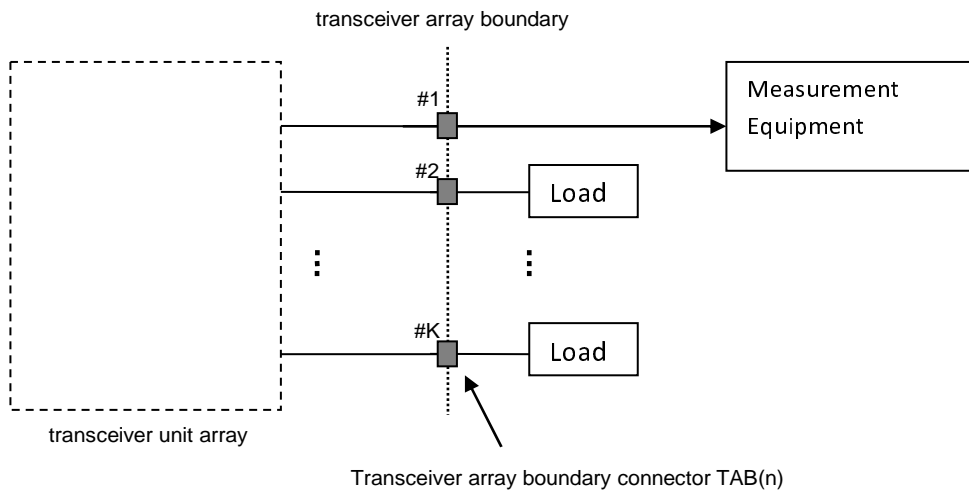 transceiver array boundary
#1
Measurement
Equipment
#2
Load
#K
Load
transceiver unit array
Transceiver array boundary connector TAB(n)